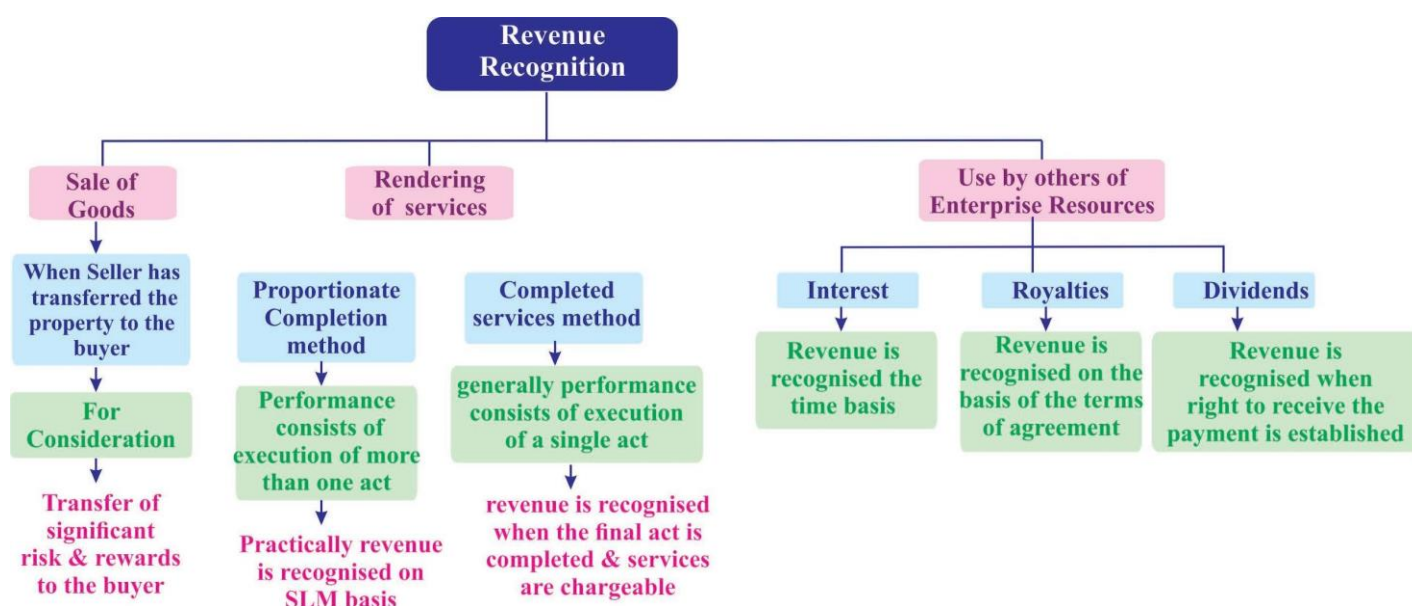 Revenue
Recognition
Sale of
Goods
Rendering
of services
Use by others of
Enterprise Resources
When Seller has
transferred the
property to the
buyer
For
Consideration
Transfer of
significant
risk & rewards
to the buyer
Proportionate
Completion
method
Performance
consists of
execution of more
than one act
Practically revenue
is recognised on
SLM basis
Completed
services method
generally performance
consists of execution
of a single act
revenue is recognised
when the final act is
completed & services
are chargeable
Interest
Revenue is
recognised the
time basis
Royalties
Revenue is
recognised on the
basis of the terms
of agreement
Dividends
Revenue is
recognised when
right to receive the
payment is established